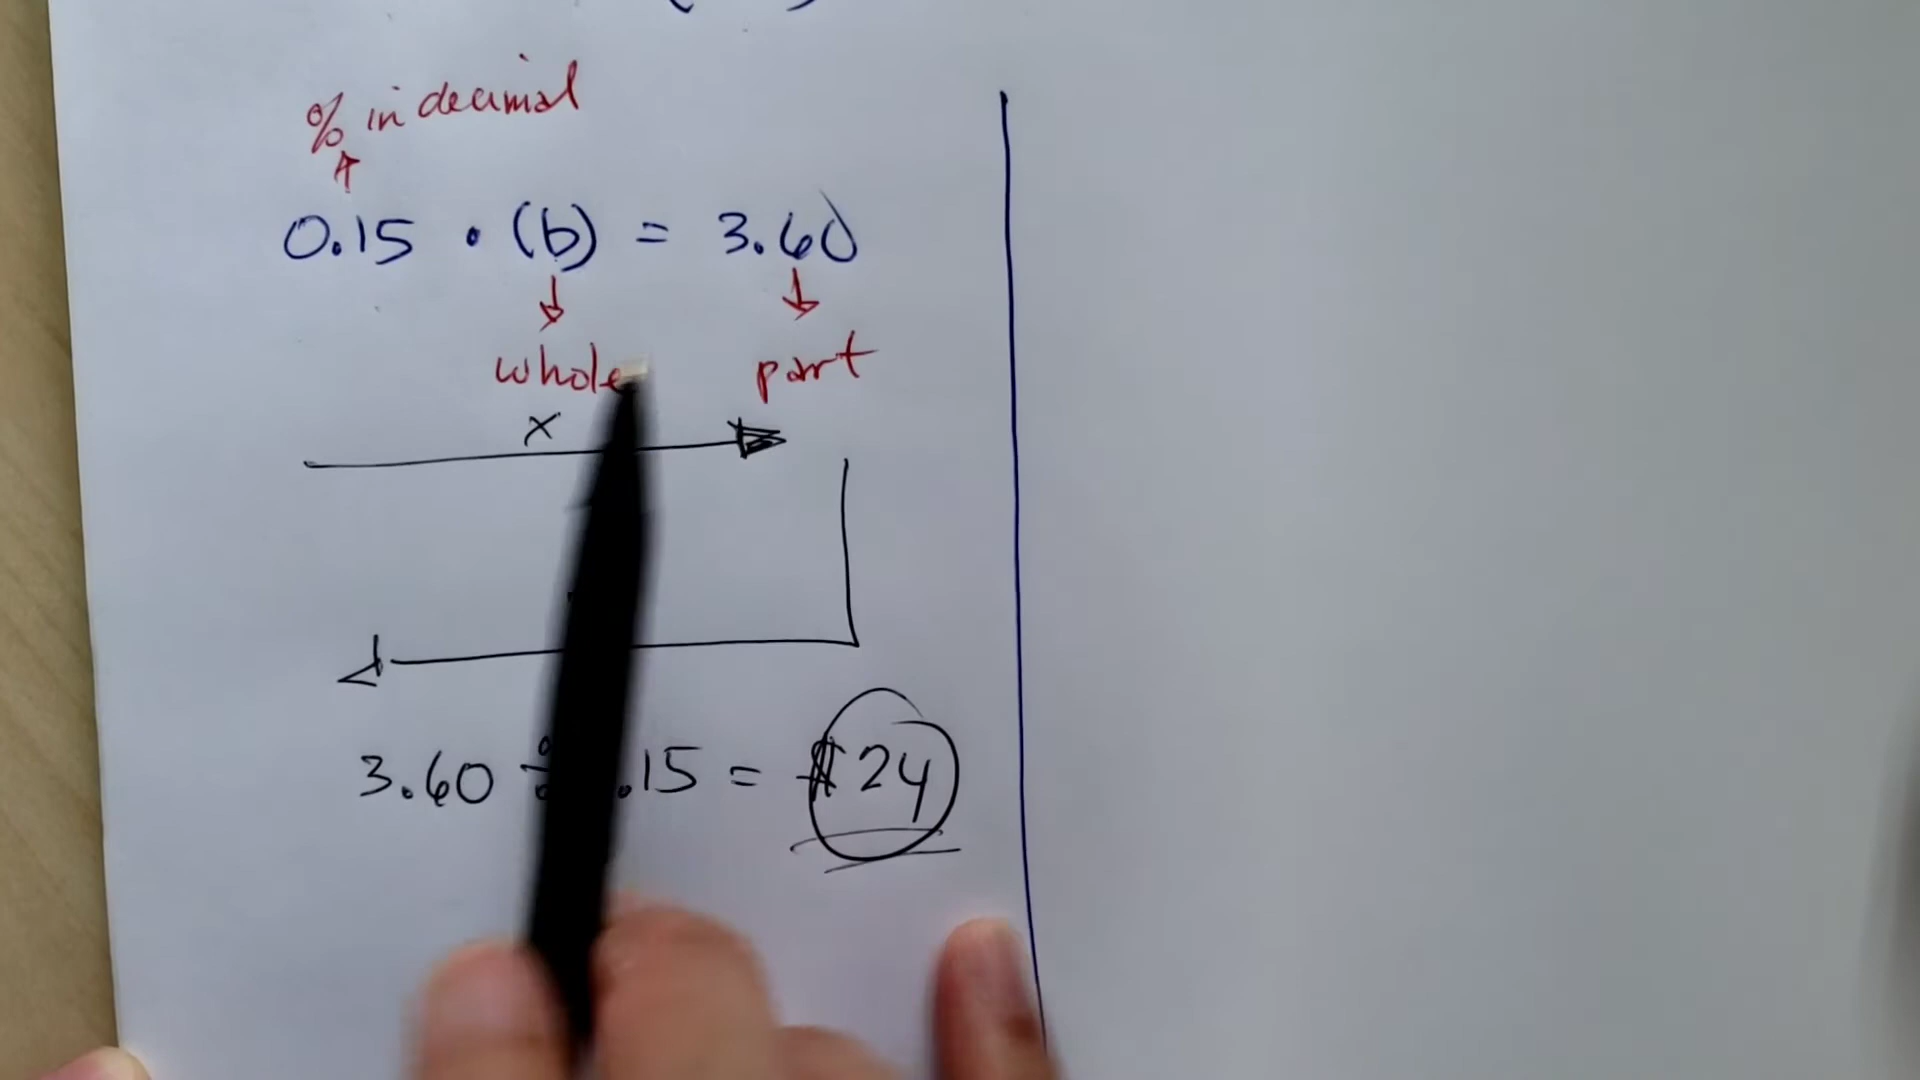 % in decimal
0.15 • (b) = 3.60
whole part
x
3.60 ÷ .15 = $24